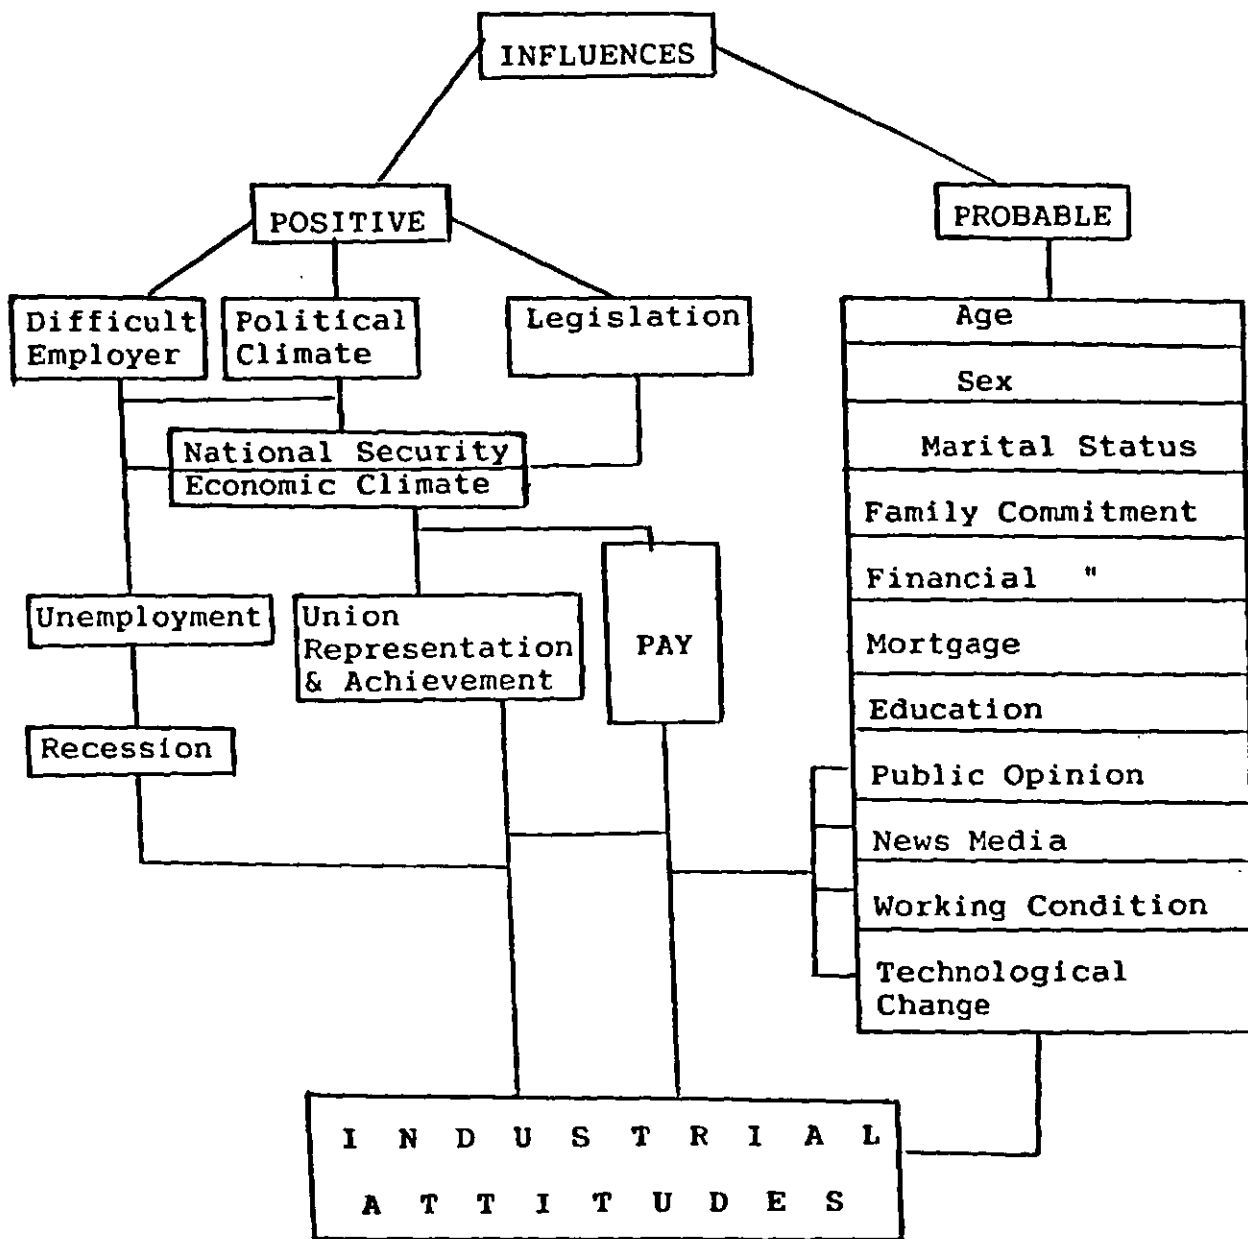 INFLUENCES
POSITIVE
PROBABLE
Difficult
Employer
Political
Climate
Legislation
National Security
Economic Climate
Unemployment
Union
Representation
& Achievement
PAY
Recession
Age
Sex
Marital Status
Family Commitment
Financial "
Mortgage
Education
Public Opinion
News Media
Working Condition
Technological
Change
I N D U S T R I A L
A T T I T U D E S